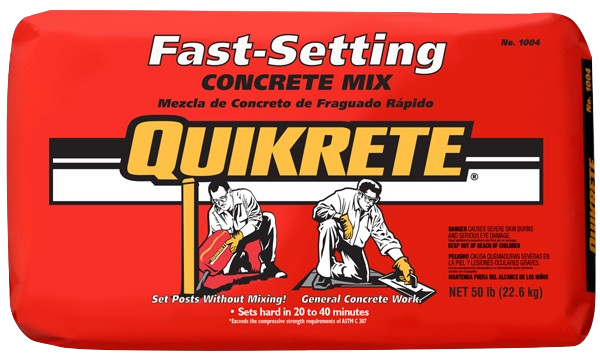 Fast-Setting
No. 1004
CONCRETE MIX
Mezcla de Concreto de Fraguado Rápido
No. 1004
QUIKRETE®
QUIKRETE
DANGER CAUSES SEVERE SKIN BURNS
AND SERIOUS EYE DAMAGE.
KEEP OUT OF REACH OF CHILDREN
PELIGRO! CAUSA QUEMADURAS SEVERAS EN
LA PIEL Y LESIONES OCULARES GRAVES.
MANTENGA FUERA DEL ALCANCE DE LOS NIÑOS
NET 50 lb (22.6 kg)
Set Posts Without Mixing!
General Concrete Work.
• Sets hard in 20 to 40 minutes
*Exceeds the compressive strength requirements of ASTM C 387